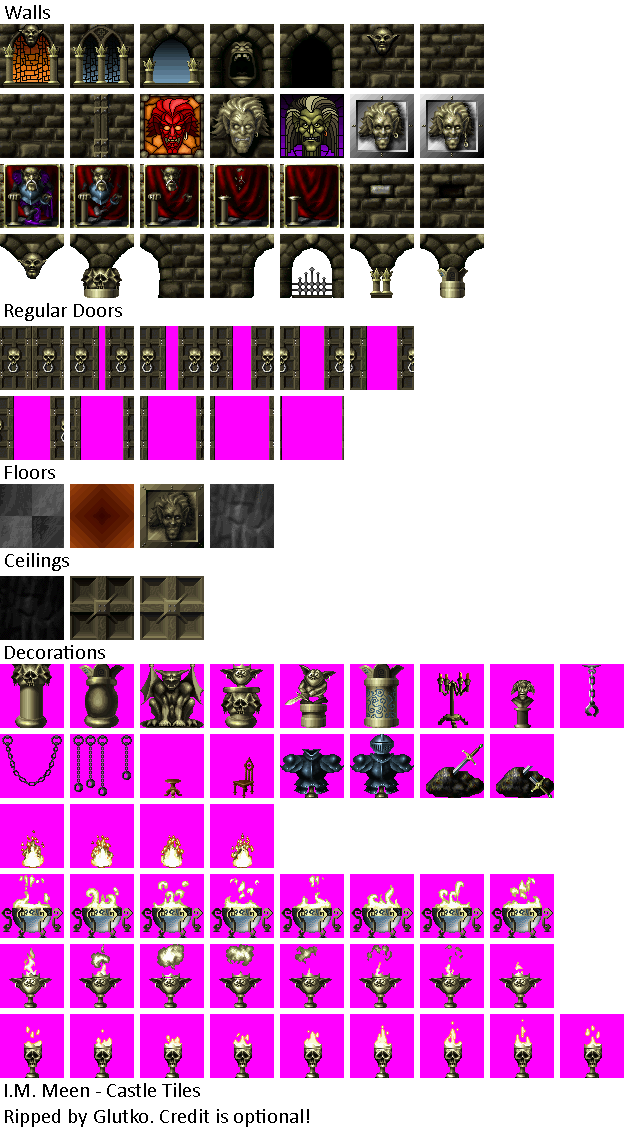 Walls
Regular Doors
Floors
Ceilings
Decorations
I.M. Meen - Castle Tiles
Ripped by Glutko. Credit is optional!